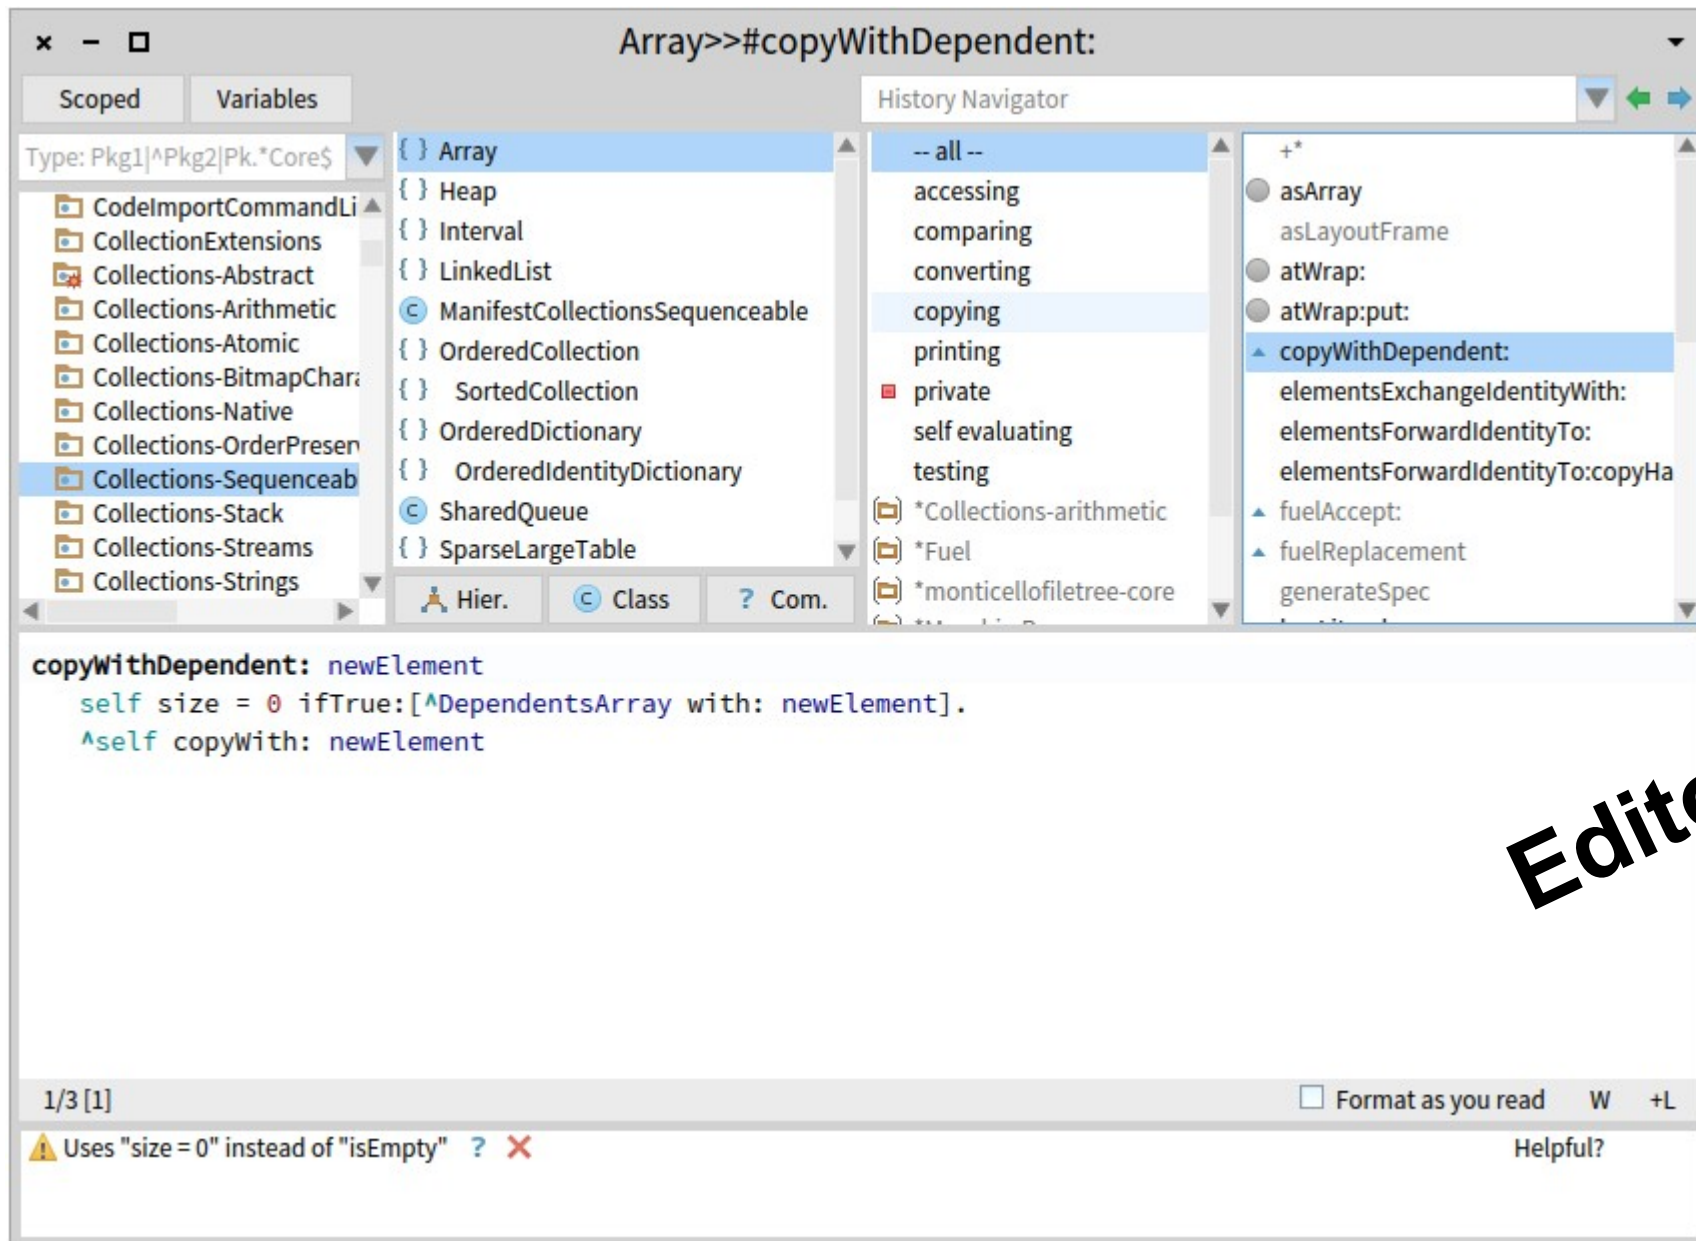 Array>>#copyWithDependent:
Scoped Variables History Navigator
Type: Pkg1|^Pkg2|Pk.*Core$
CodeImportCommandLi
CollectionExtensions
Collections-Abstract
Collections-Arithmetic
Collections-Atomic
Collections-BitmapChara
Collections-Native
Collections-OrderPreserv
Collections-Sequenceab
Collections-Stack
Collections-Streams
Collections-Strings
Array
Heap
Interval
LinkedList
ManifestCollectionsSequenceable
OrderedCollection
SortedCollection
OrderedDictionary
OrderedIdentityDictionary
SharedQueue
SparseLargeTable
Hier. Class ? Com.
-- all --
accessing
comparing
converting
copying
printing
private
self evaluating
testing
*Collections-arithmetic
*Fuel
*monticellofiletree-core
+*
asArray
asLayoutFrame
atWrap:
atWrap:put:
copyWithDependent:
elementsExchangeIdentityWith:
elementsForwardIdentityTo:
elementsForwardIdentityTo:copyHa
fuelAccept:
fuelReplacement
generateSpec
copyWithDependent: newElement
self size = 0 ifTrue:[^DependentsArray with: newElement].
^self copyWith: newElement
Edite
1/3 [1] Format as you read W +L
Uses "size = 0" instead of "isEmpty" ? Helpful?